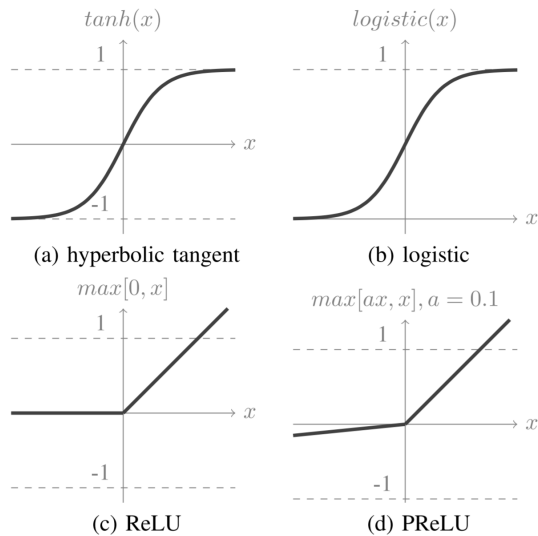 tanh(x)
1
x
-1
(a) hyperbolic tangent
logistic(x)
1
x
(b) logistic
max[0, x]
1
x
-1
(c) ReLU
max[ax, x], a = 0.1
1
x
-1
(d) PReLU